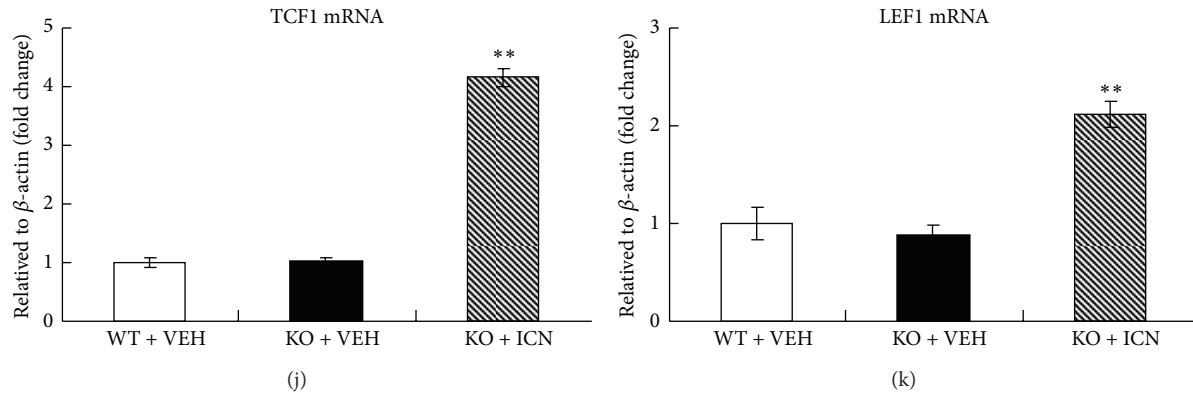 TCF1 mRNA
Relatived to β-actin (fold change)
5
4
3
2
1
0
**
WT + VEH KO + VEH KO + ICN
(j)
LEF1 mRNA
Relatived to β-actin (fold change)
3
2
1
0
**
WT + VEH KO + VEH KO + ICN
(k)